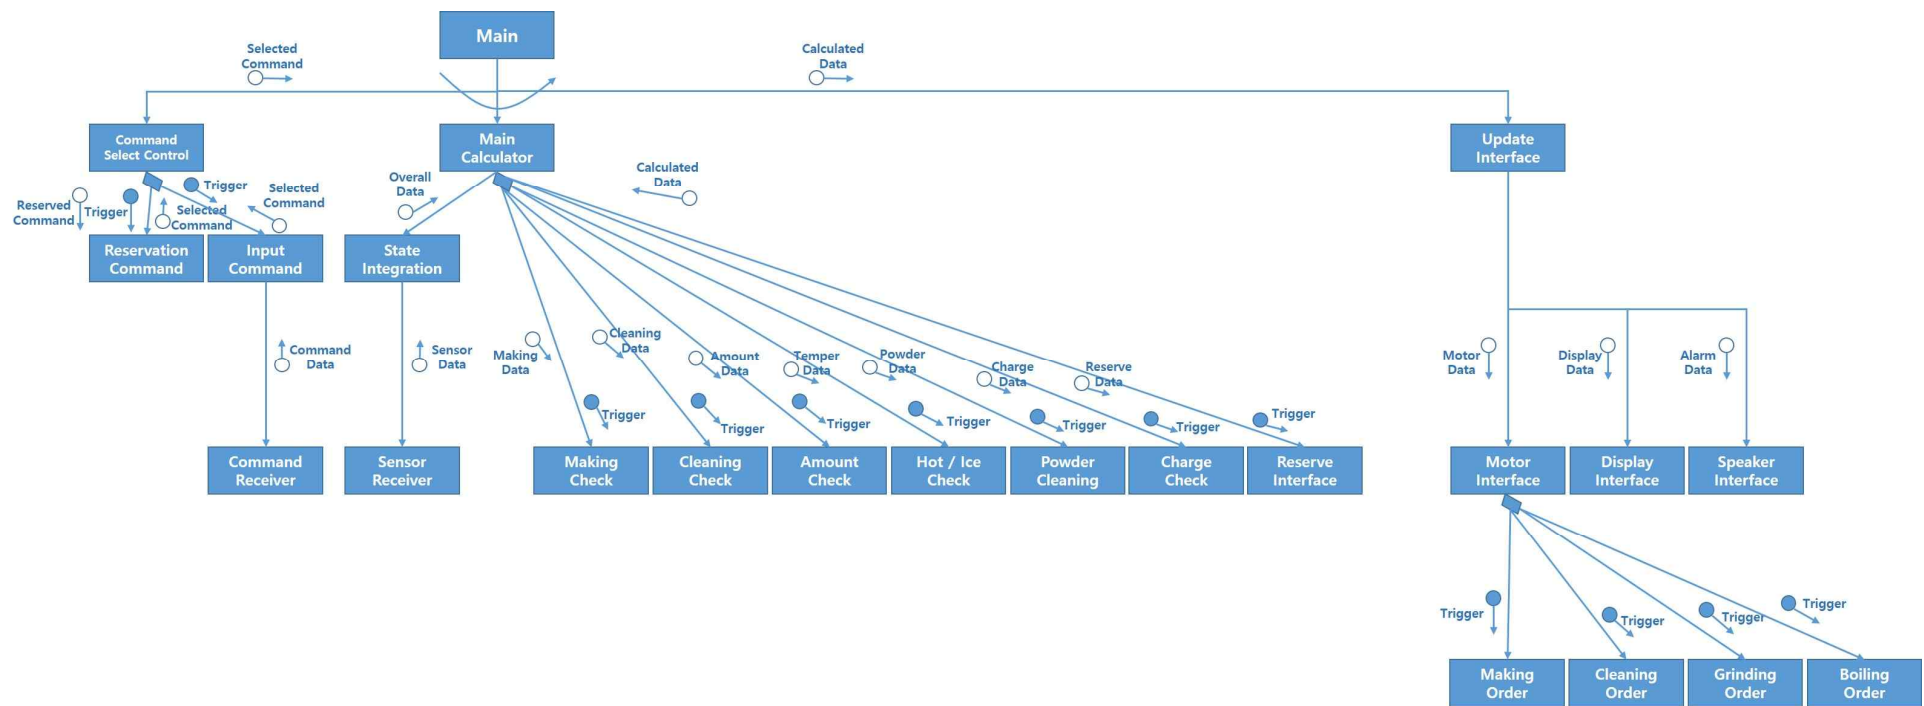 Main
Selected
Command
Calculated
Data
Command
Select Control
Main
Calculator
Update
Interface
Reserved
Command
Trigger
Selected
Command
Trigger
Selected
Command
Overall
Data
Calculated
Data
Reservation
Command
Input
Command
State
Integration
Command
Data
Sensor
Data
Making
Data
Cleaning
Data
Amount
Data
Temper
Data
Powder
Data
Charge
Data
Reserve
Data
Motor
Data
Display
Data
Alarm
Data
Trigger
Trigger
Trigger
Trigger
Trigger
Trigger
Trigger
Command
Receiver
Sensor
Receiver
Making
Check
Cleaning
Check
Amount
Check
Hot / Ice
Check
Powder
Cleaning
Charge
Check
Reserve
Interface
Motor
Interface
Display
Interface
Speaker
Interface
Trigger
Trigger
Trigger
Trigger
Making
Order
Cleaning
Order
Grinding
Order
Boiling
Order